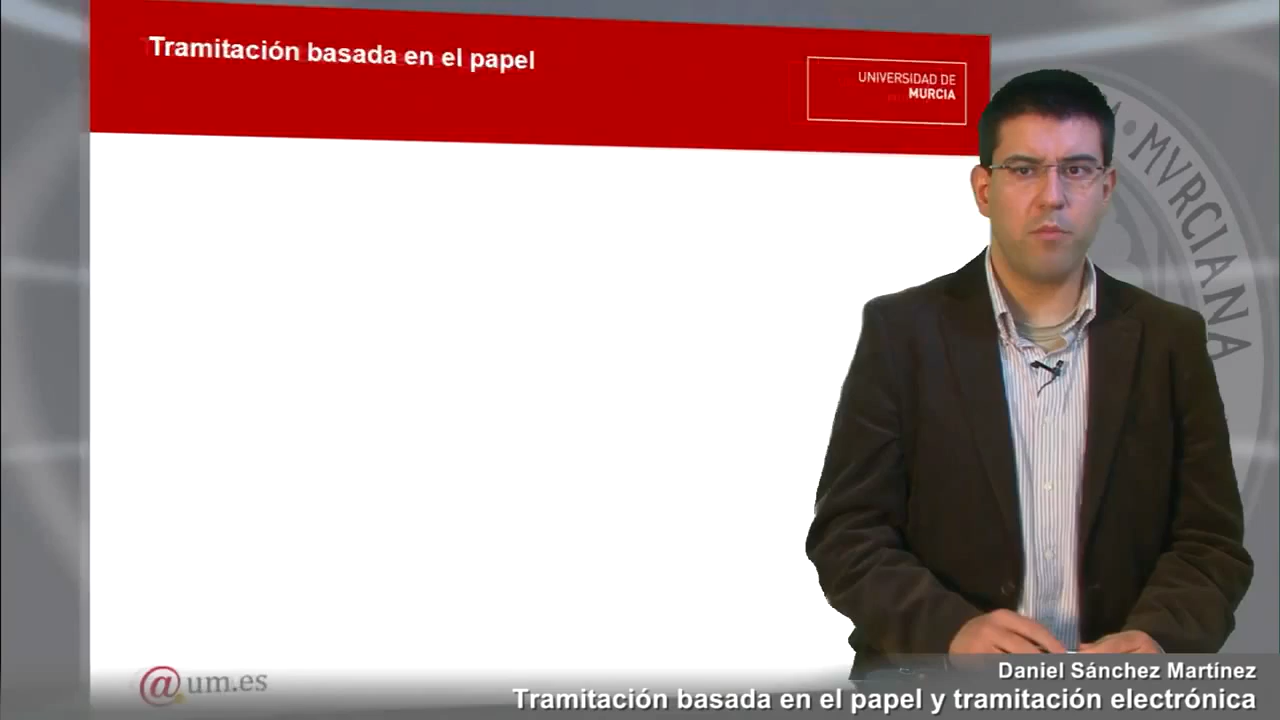 Tramitación basada en el papel
UNIVERSIDAD DE
MURCIA
MVRCIANA
@um.es
Daniel Sánchez Martínez
Tramitación basada en el papel y tramitación electrónica